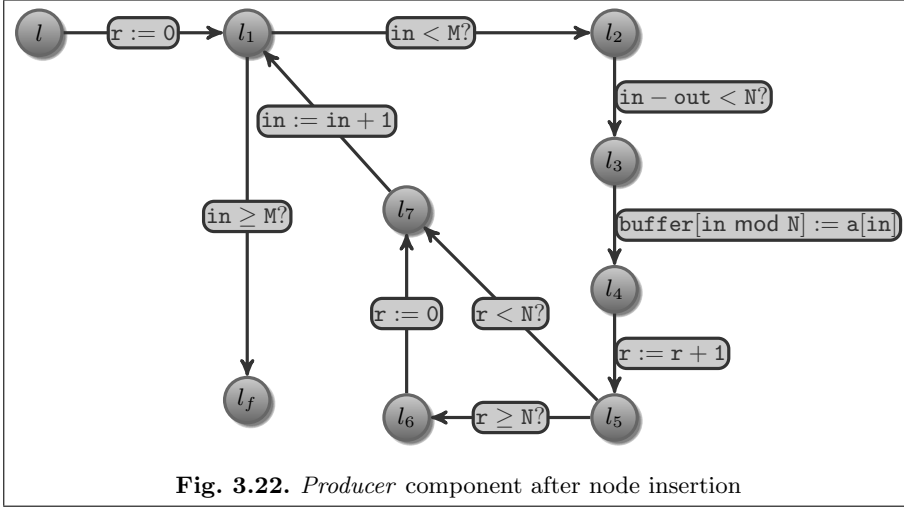 l
r := 0
l₁
in < M?
l₂
in − out < N?
in := in + 1
l₃
in ≥ M?
l₇
buffer[in mod N] := a[in]
l₄
r := 0
r < N?
r := r + 1
l_f
l₆
r ≥ N?
l₅
Fig. 3.22. Producer component after node insertion